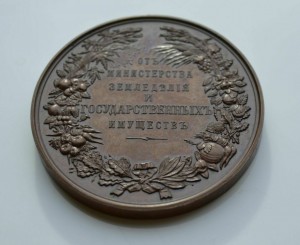 ОТЪ
МИНИСТЕРСТВА
ЗЕМЛЕДѢЛІЯ
И
ГОСУДАРСТВЕННЫХЪ
ИМУЩЕСТВЪ